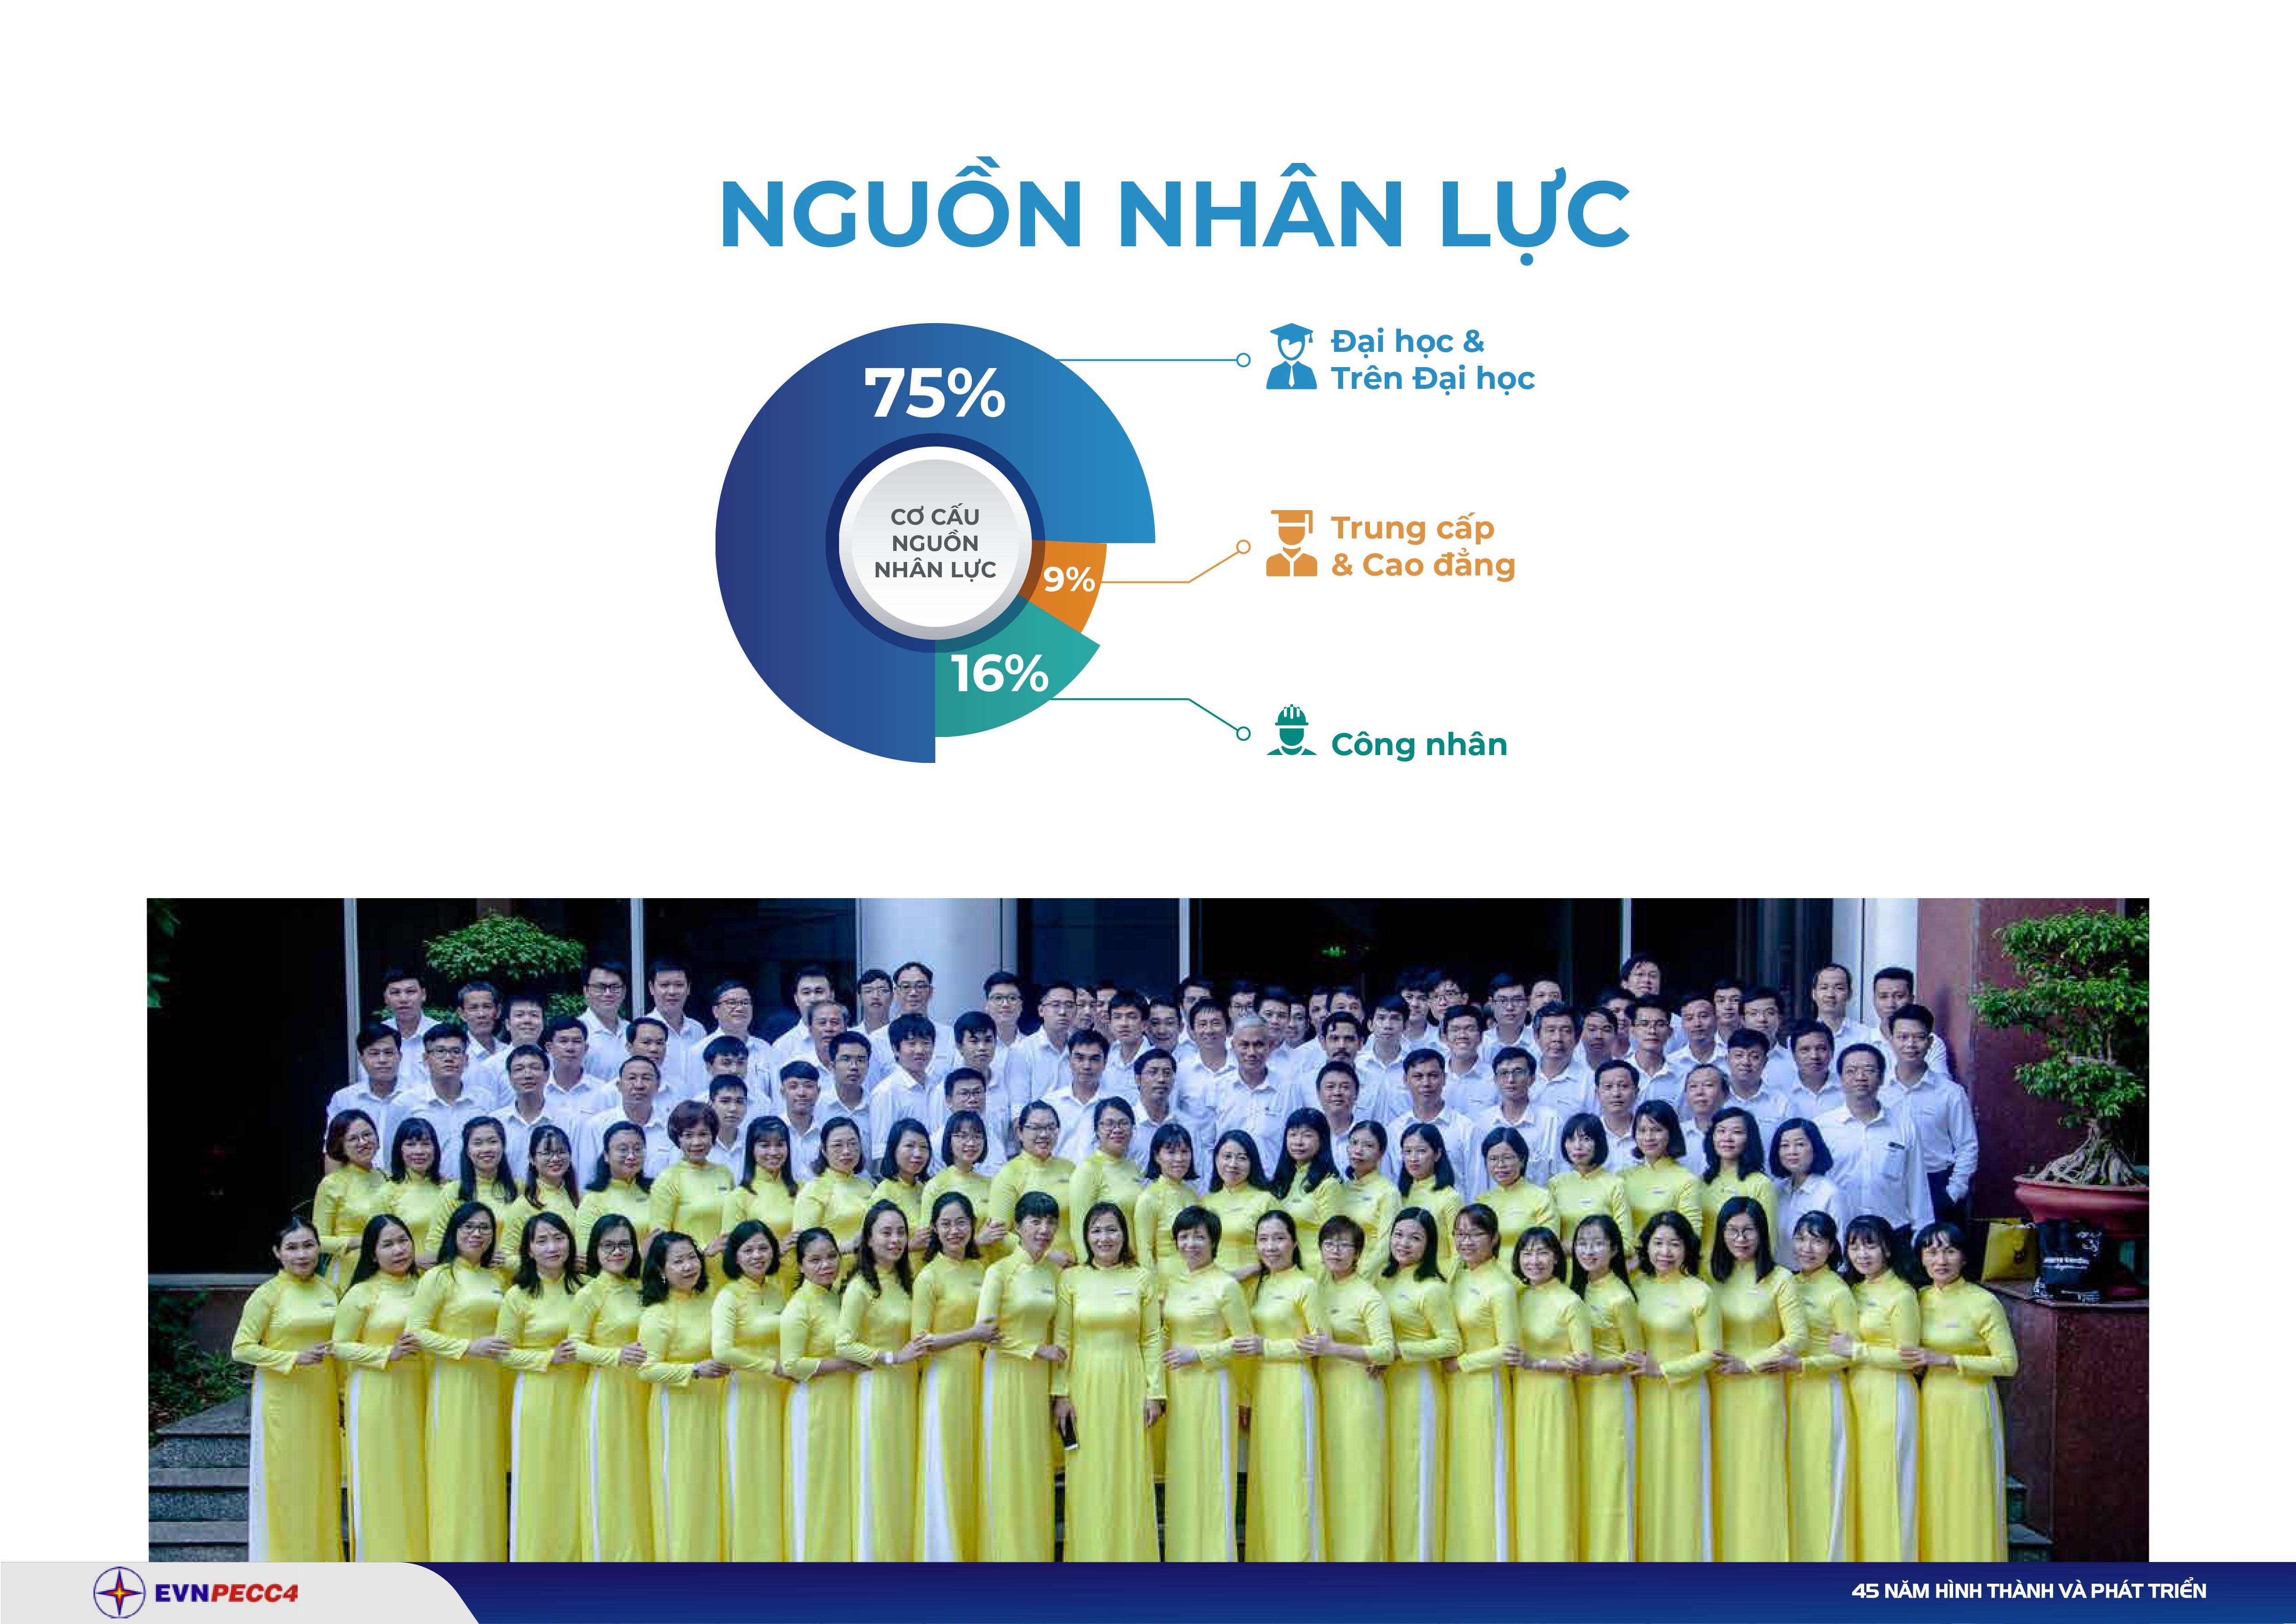 NGUỒN NHÂN LỰC
75%
Đại học &
Trên Đại học
CƠ CẤU
NGUỒN
NHÂN LỰC
9%
Trung cấp
& Cao đẳng
16%
Công nhân
EVNPECC4
45 NĂM HÌNH THÀNH VÀ PHÁT TRIỂN